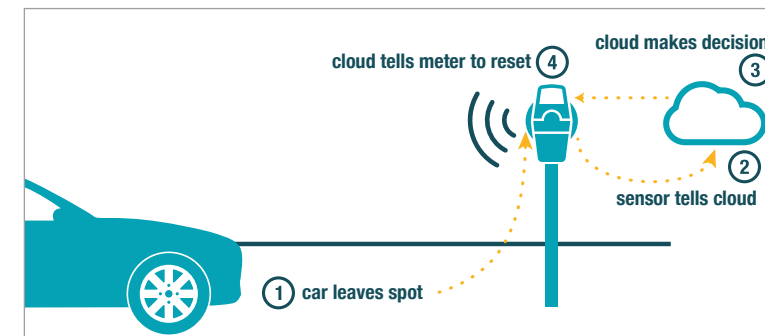 cloud makes decision
3
cloud tells meter to reset 4
2
sensor tells cloud
1 car leaves spot